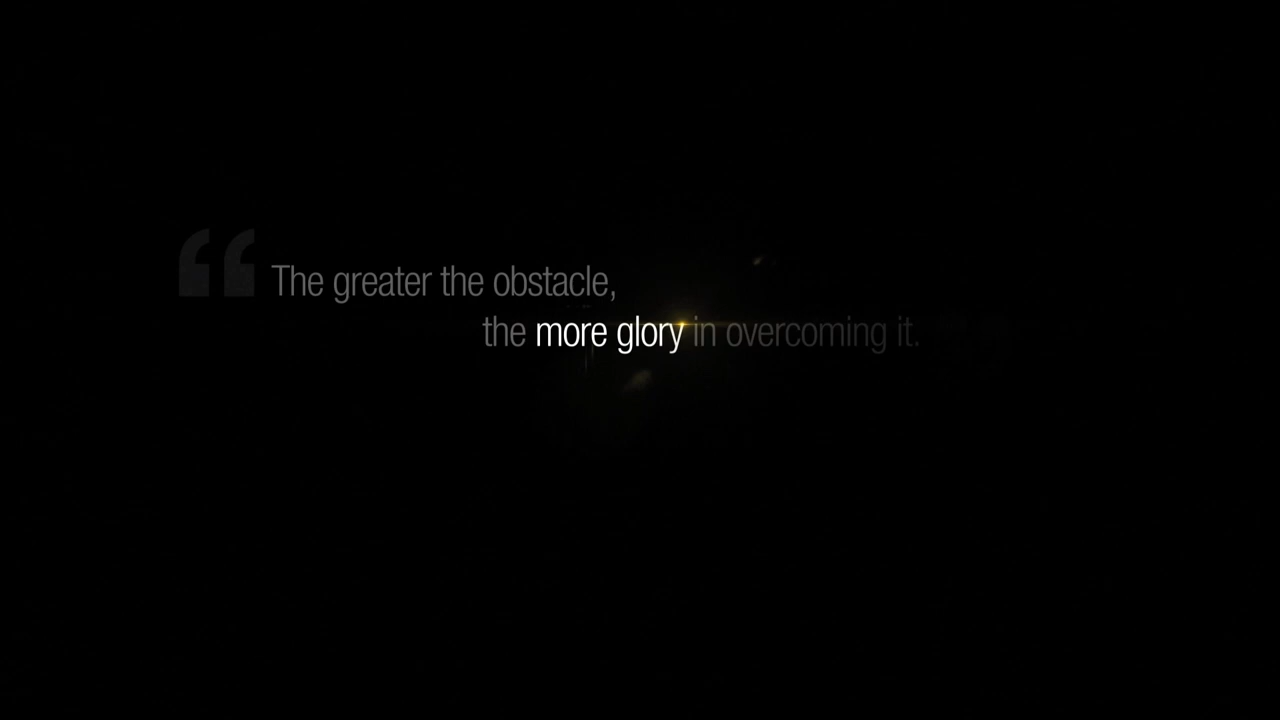 “The greater the obstacle,
the more glory in overcoming it.